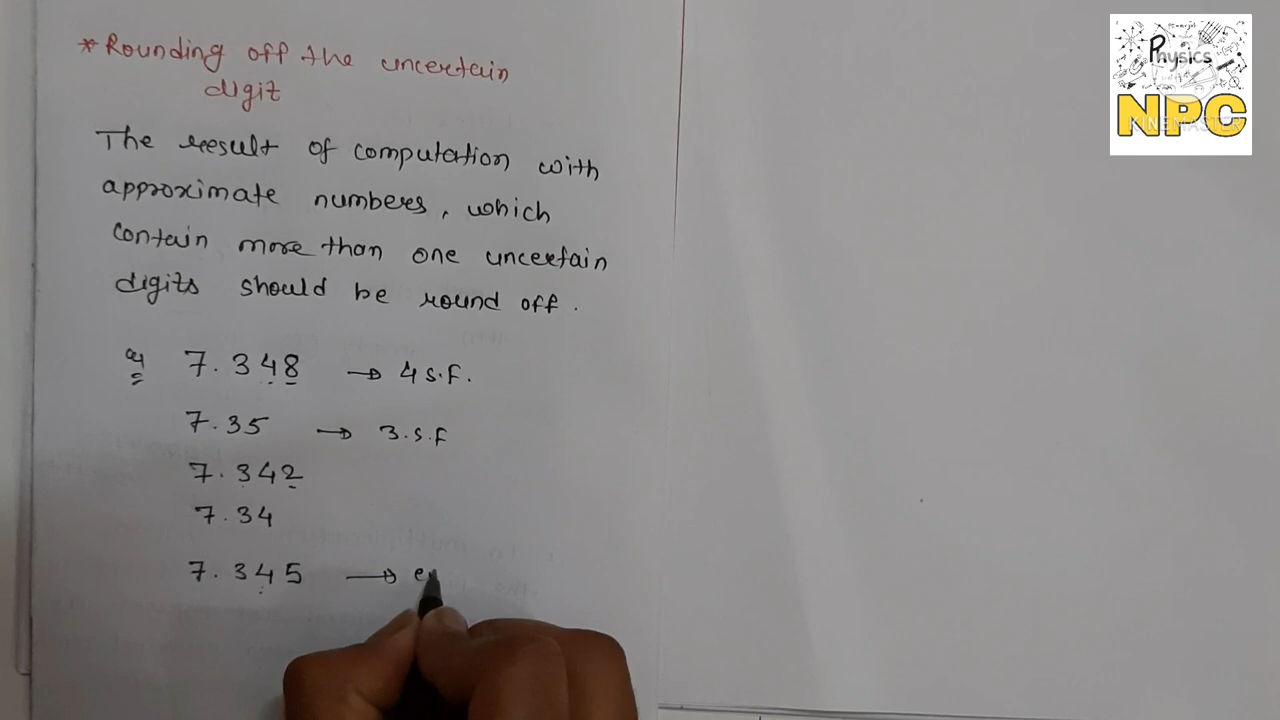 * Rounding off the uncertain
digit
The result of computation with
approximate numbers, which
contain more than one uncertain
digits should be round off.
eg 7.348 → 4 s.f.
7.35 → 3.s.f
7.342
7.34
7.345 → e
Physics
NPC
KINEMASTER